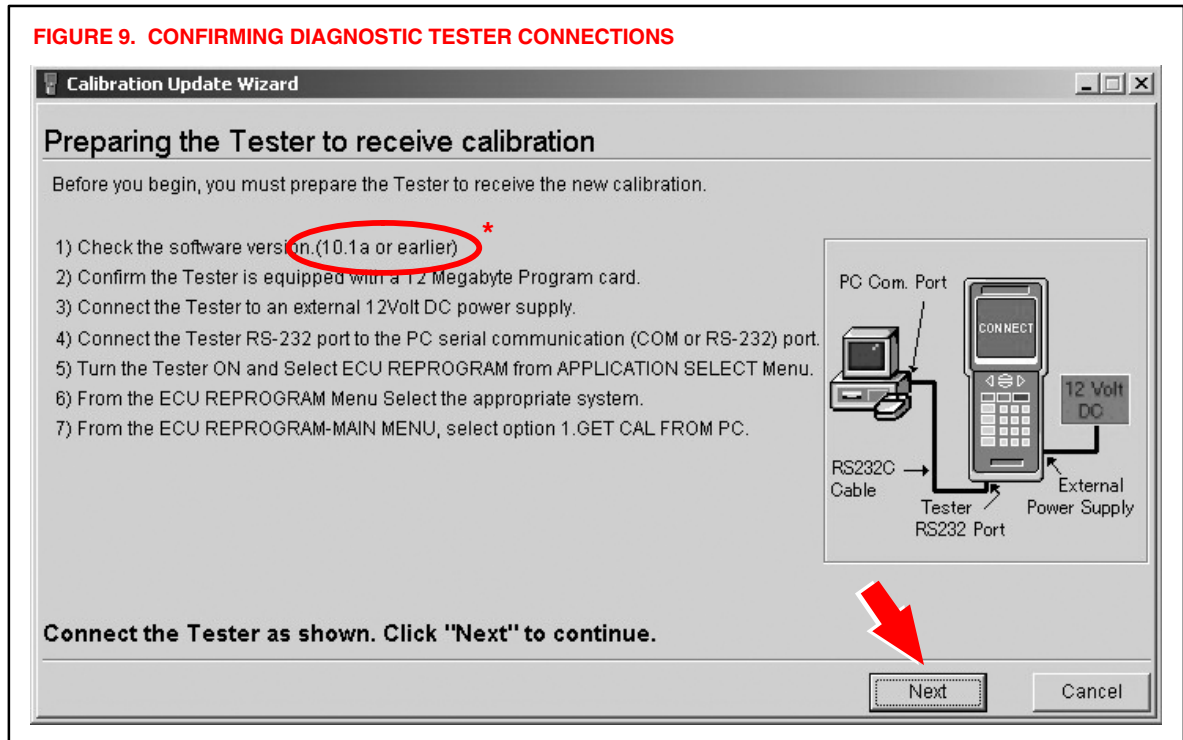 FIGURE 9. CONFIRMING DIAGNOSTIC TESTER CONNECTIONS
Calibration Update Wizard
Preparing the Tester to receive calibration
Before you begin, you must prepare the Tester to receive the new calibration.
1) Check the software version.(10.1a or earlier) *
2) Confirm the Tester is equipped with a 12 Megabyte Program card.
3) Connect the Tester to an external 12Volt DC power supply.
4) Connect the Tester RS-232 port to the PC serial communication (COM or RS-232) port.
5) Turn the Tester ON and Select ECU REPROGRAM from APPLICATION SELECT Menu.
6) From the ECU REPROGRAM Menu Select the appropriate system.
7) From the ECU REPROGRAM-MAIN MENU, select option 1.GET CAL FROM PC.
PC Com. Port
CONNECT
12 Volt
DC
RS232C
Cable
Tester
RS232 Port
External
Power Supply
Connect the Tester as shown. Click "Next" to continue.
Next
Cancel